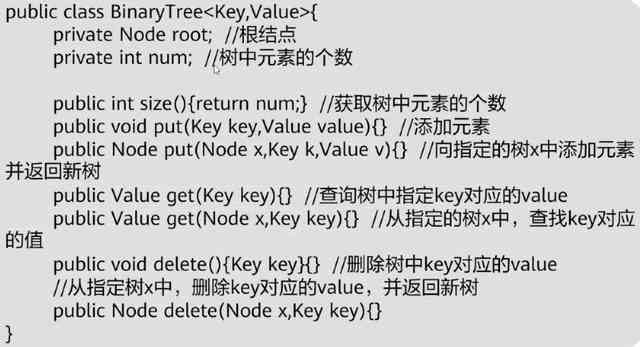 public class BinaryTree<Key,Value>{
private Node root; //根结点
private int num; //树中元素的个数
public int size(){return num;} //获取树中元素的个数
public void put(Key key,Value value){} //添加元素
public Node put(Node x,Key k,Value v){} //向指定的树x中添加元素
并返回新树
public Value get(Key key){} //查询树中指定key对应的value
public Value get(Node x,Key key){} //从指定的树x中，查找key对应
的值
public void delete(){Key key}{} //删除树中key对应的value
//从指定树x中，删除key对应的value，并返回新树
public Node delete(Node x,Key key){}
}